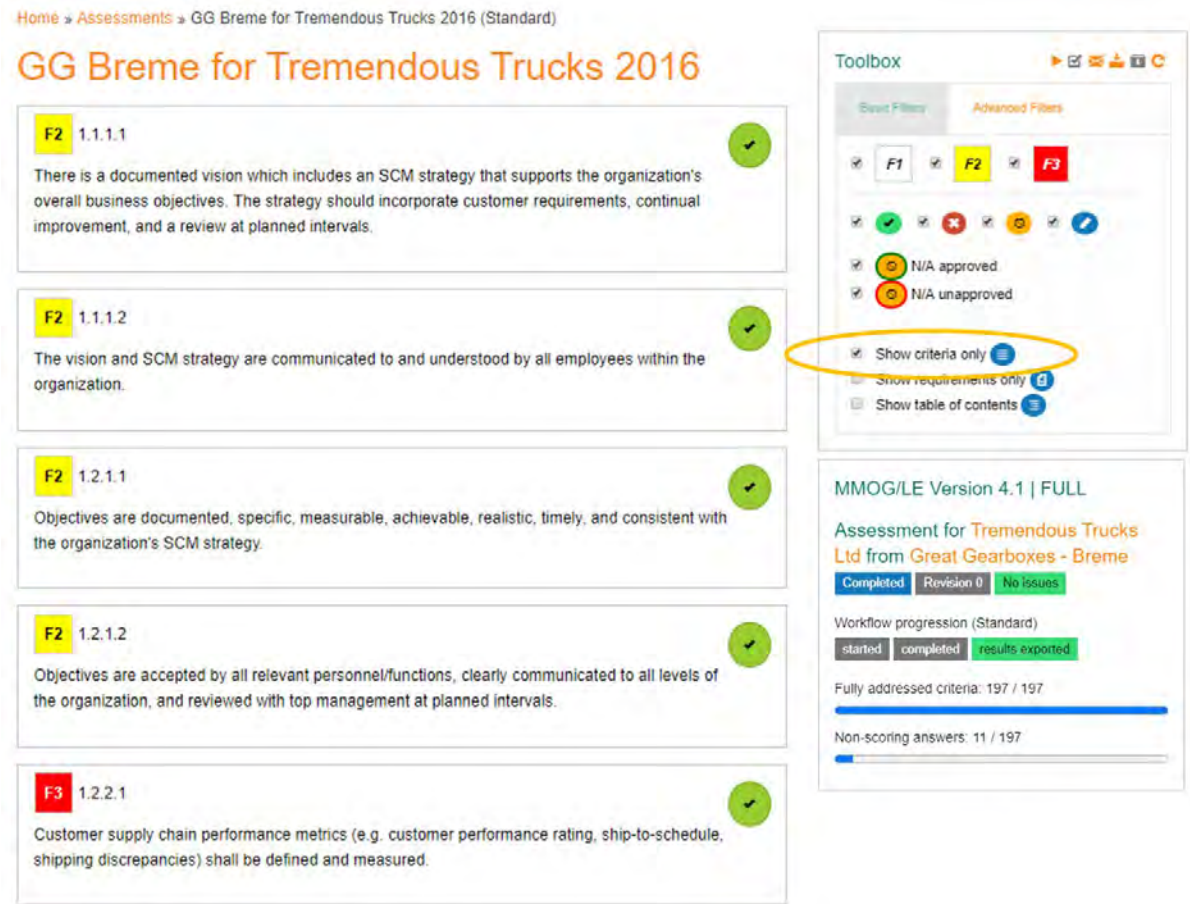 Home » Assessments » GG Breme for Tremendous Trucks 2016 (Standard)
GG Breme for Tremendous Trucks 2016
F2 1.1.1.1
There is a documented vision which includes an SCM strategy that supports the organization's
overall business objectives. The strategy should incorporate customer requirements, continual
improvement, and a review at planned intervals.
F2 1.1.1.2
The vision and SCM strategy are communicated to and understood by all employees within the
organization.
F2 1.2.1.1
Objectives are documented, specific, measurable, achievable, realistic, timely, and consistent with
the organization's SCM strategy.
F2 1.2.1.2
Objectives are accepted by all relevant personnel/functions, clearly communicated to all levels of
the organization, and reviewed with top management at planned intervals.
F3 1.2.2.1
Customer supply chain performance metrics (e.g. customer performance rating, ship-to-schedule,
shipping discrepancies) shall be defined and measured.
Toolbox
Basic Filters Advanced Filters
F1 F2 F3
N/A approved
N/A unapproved
Show criteria only
Show requirements only
Show table of contents
MMOG/LE Version 4.1 | FULL
Assessment for Tremendous Trucks
Ltd from Great Gearboxes - Breme
Completed Revision 0 No issues
Workflow progression (Standard)
started completed results exported
Fully addressed criteria: 197 / 197
Non-scoring answers: 11 / 197